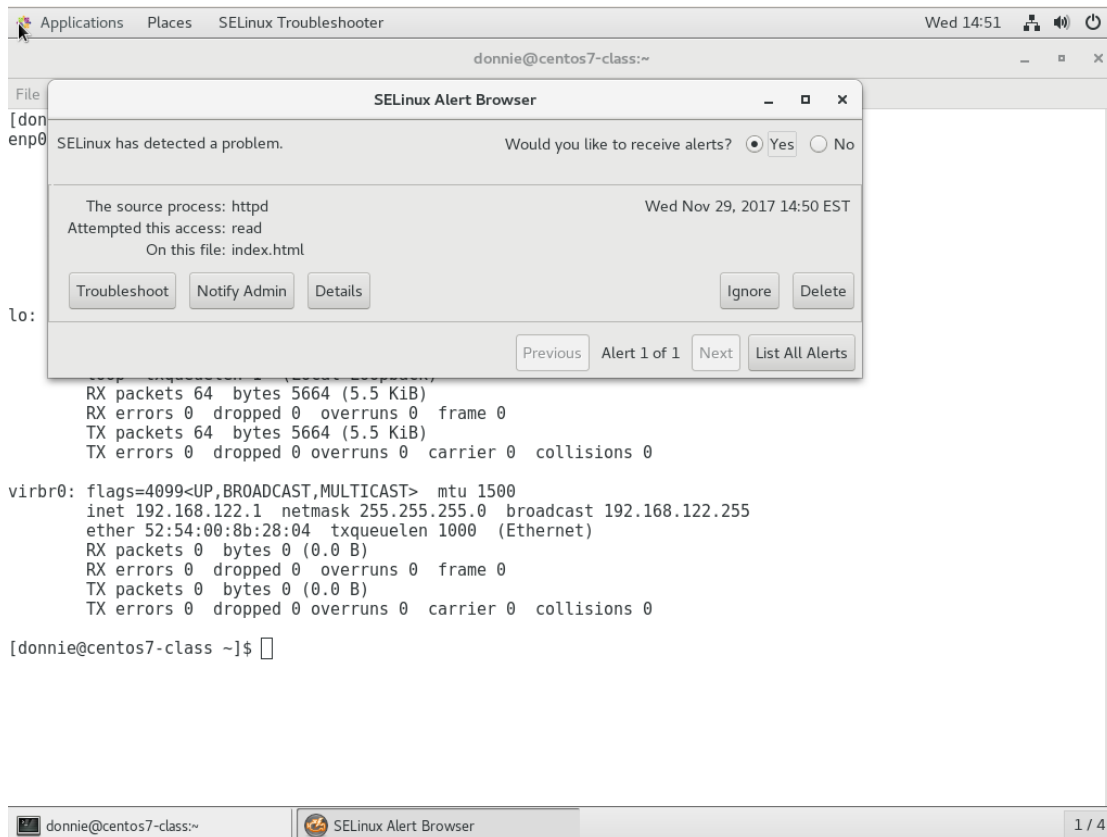 Applications Places SELinux Troubleshooter Wed 14:51
donnie@centos7-class:~
File
SELinux Alert Browser
[don
enp0
SELinux has detected a problem. Would you like to receive alerts? Yes No
The source process: httpd Wed Nov 29, 2017 14:50 EST
Attempted this access: read
On this file: index.html
Troubleshoot Notify Admin Details Ignore Delete
lo:
Previous Alert 1 of 1 Next List All Alerts
loop txqueuelen 1 (Local Loopback)
RX packets 64 bytes 5664 (5.5 KiB)
RX errors 0 dropped 0 overruns 0 frame 0
TX packets 64 bytes 5664 (5.5 KiB)
TX errors 0 dropped 0 overruns 0 carrier 0 collisions 0
virbr0: flags=4099<UP,BROADCAST,MULTICAST> mtu 1500
inet 192.168.122.1 netmask 255.255.255.0 broadcast 192.168.122.255
ether 52:54:00:8b:28:04 txqueuelen 1000 (Ethernet)
RX packets 0 bytes 0 (0.0 B)
RX errors 0 dropped 0 overruns 0 frame 0
TX packets 0 bytes 0 (0.0 B)
TX errors 0 dropped 0 overruns 0 carrier 0 collisions 0
[donnie@centos7-class ~]$
donnie@centos7-class:~ SELinux Alert Browser 1 / 4